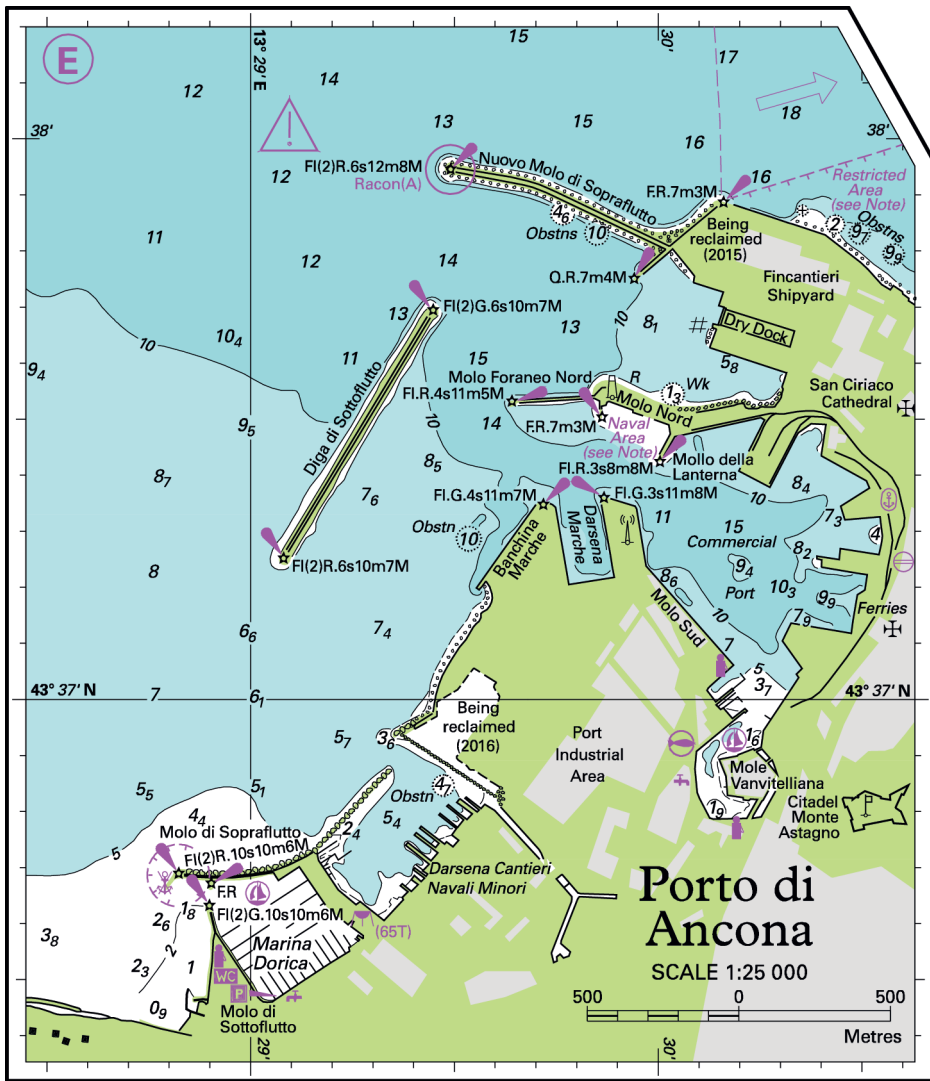 E
13° 29' E
30'
15
17
12
14
18
38'
38'
13
15
16
Fl(2)R.6s12m8M
Racon(A)
Nuovo Molo di Sopraflutto
F.R.7m3M
16
Restricted
Area
(see Note)
12
4₆
10
Obstns
Being
reclaimed
(2015)
2
9₁
9₉
Obstns
11
12
14
Q.R.7m4M
Fincantieri
Shipyard
Fl(2)G.6s10m7M
13
13
10
8₁
Dry Dock
10
10₄
11
15
5₈
9₄
Molo Foraneo Nord
R
Wk
1₃
San Ciriaco
Cathedral
Fl.R.4s11m5M
Molo Nord
Diga di Sottoflutto
9₅
14
F.R.7m3M
Naval
Area
(see Note)
Mollo della
Lanterna
8₇
8₅
Fl.R.3s8m8M
10
8₄
7₆
Fl.G.4s11m7M
Fl.G.3s11m8M
11
15
7₃
Obstn
10
Banchina
Marche
Darsena
Marche
Commercial
8₂
4
8
Fl(2)R.6s10m7M
9₄
Port
10₃
8₆
9₉
Ferries
6₆
7₄
Molo Sud
10
7₉
7
5
43° 37' N
7
6₁
3₇
43° 37' N
Being
reclaimed
(2016)
5₇
3₆
Port
Industrial
Area
1₆
Mole
Vanvitelliana
5₅
5₁
Obstn
4₁
1₉
Citadel
Monte
Astagno
4₄
5
2₄
5₄
Molo di Sopraflutto
Fl(2)R.10s10m6M
Darsena Cantieri
Navali Minori
F.R
Fl(2)G.10s10m6M
1₈
2₆
2
(65T)
3₈
Marina
Dorica
2₃
1
WC
P
0₉
Molo di
Sottoflutto
Porto di
Ancona
SCALE 1:25 000
500
0
500
Metres
29'
30'